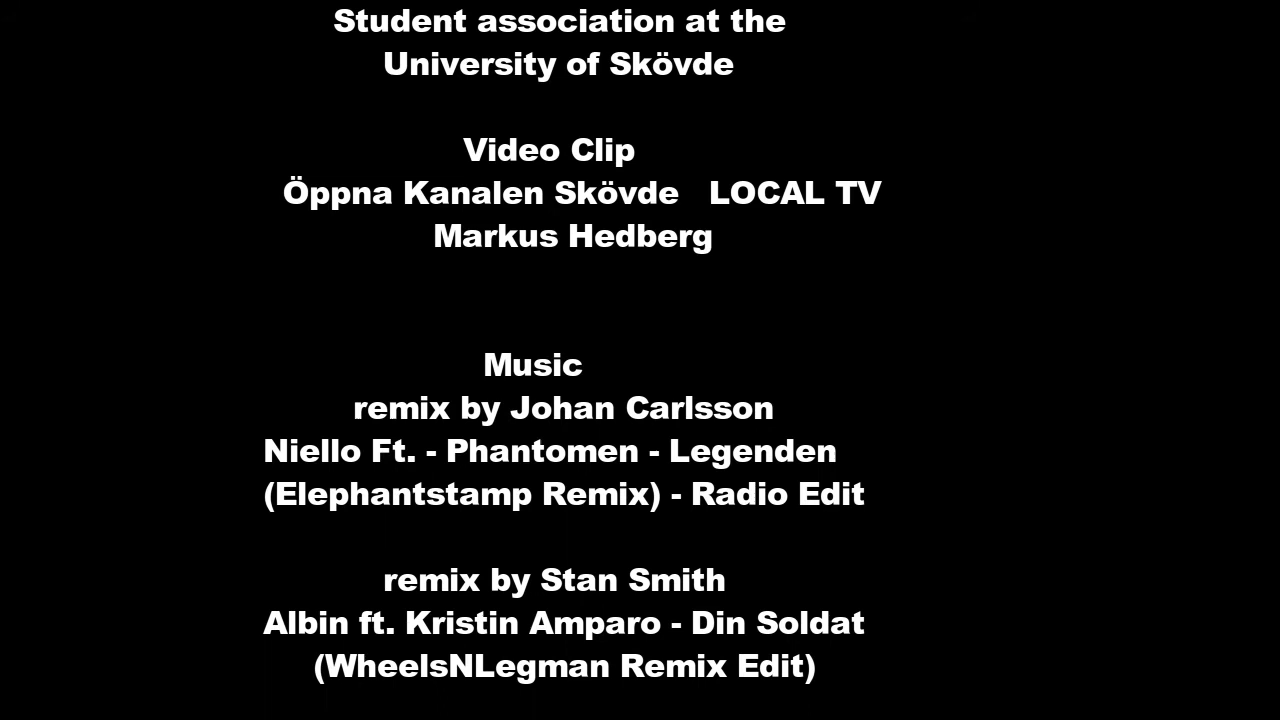 Student association at the
University of Skövde
Video Clip
Öppna Kanalen Skövde LOCAL TV
Markus Hedberg
Music
remix by Johan Carlsson
Niello Ft. - Phantomen - Legenden
(Elephantstamp Remix) - Radio Edit
remix by Stan Smith
Albin ft. Kristin Amparo - Din Soldat
(WheelsNLegman Remix Edit)